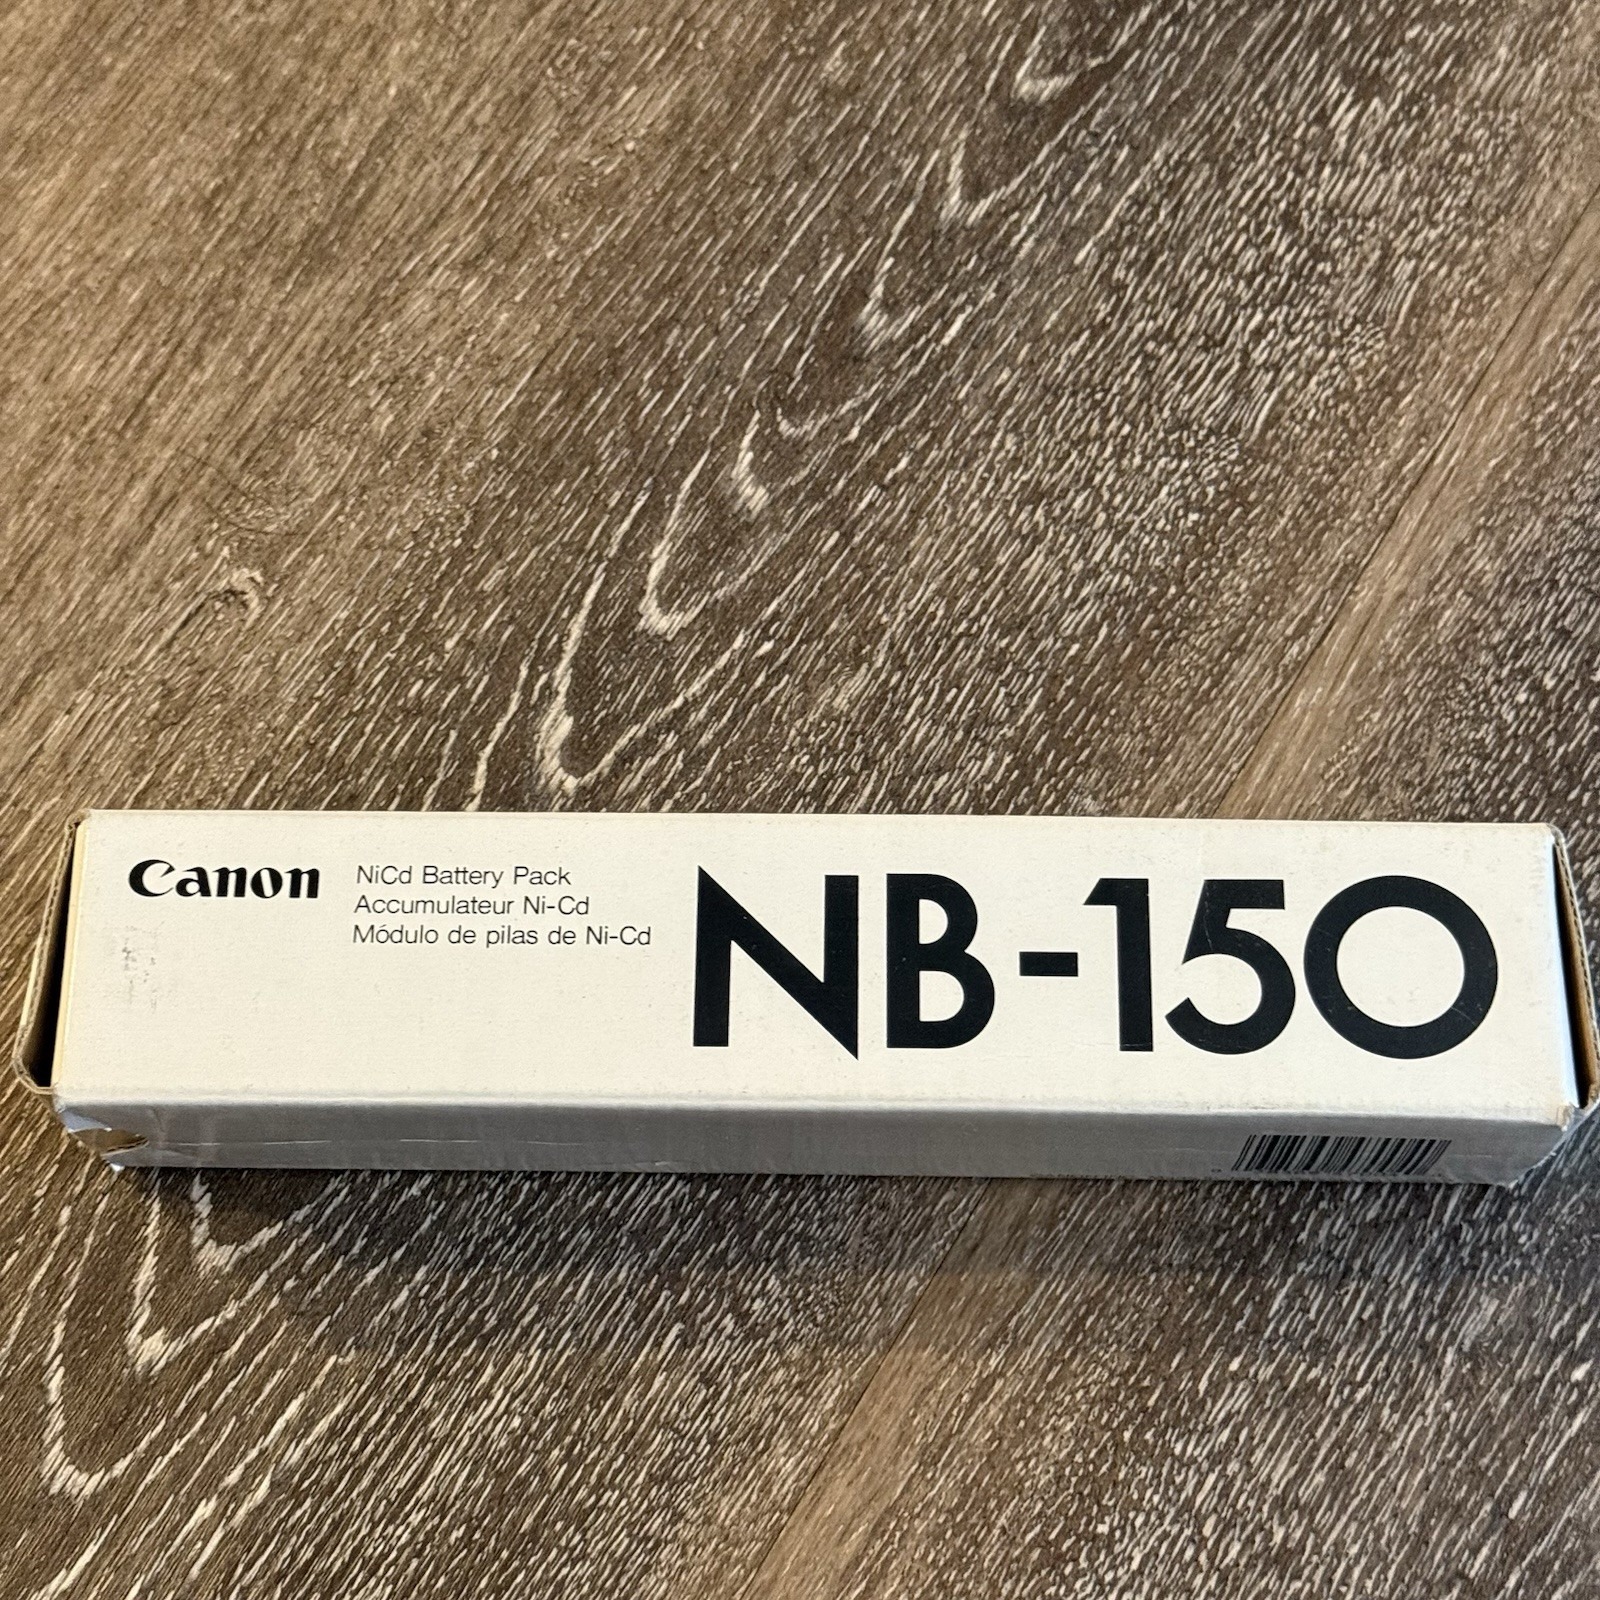 Canon
NiCd Battery Pack
Accumulateur Ni-Cd
Módulo de pilas de Ni-Cd
NB-150